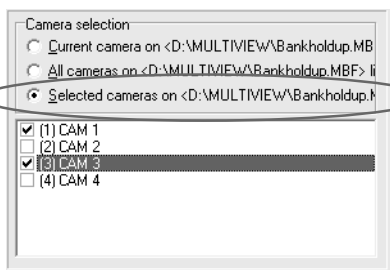 Camera selection
Current camera on <D:\MULTIVIEW\Bankholdup.MB
All cameras on <D:\MULTIVIEW\Bankholdup.MBF> li
Selected cameras on <D:\MULTIVIEW\Bankholdup.M
(1) CAM 1
(2) CAM 2
(3) CAM 3
(4) CAM 4